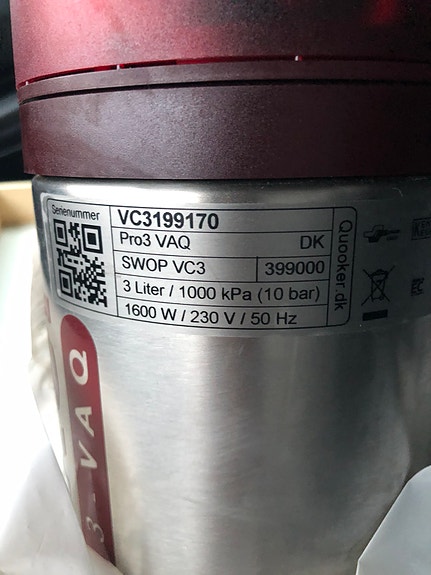 Serienummer
VC3199170
Pro3 VAQ DK
SWOP VC3 399000
3 Liter / 1000 kPa (10 bar)
1600 W / 230 V / 50 Hz
Quooker.dk
3 - VAQ